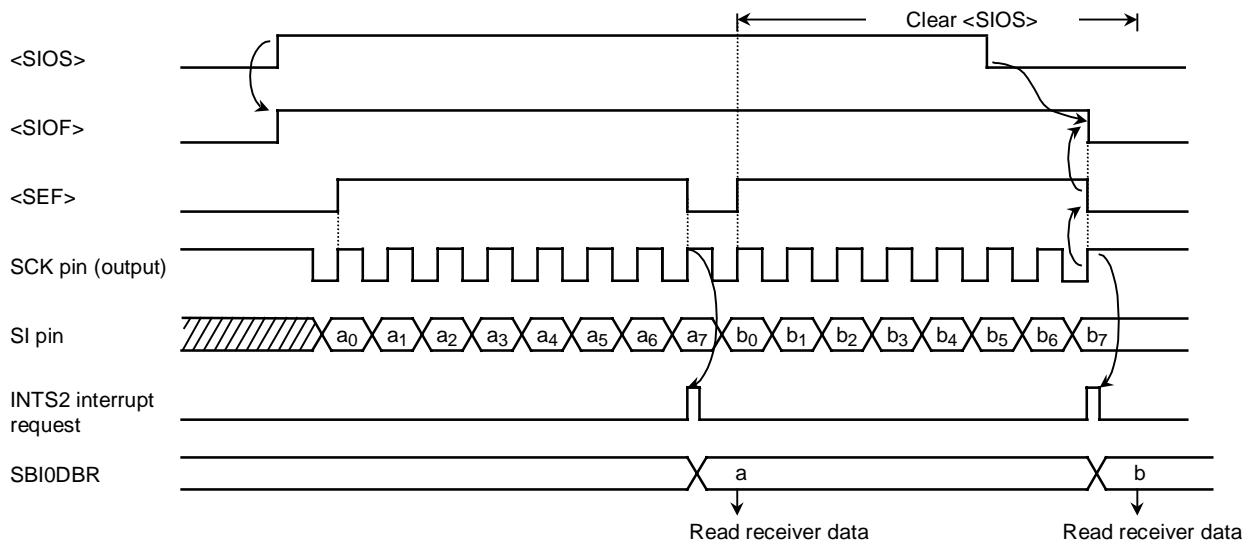 Clear <SIOS>
<SIOS>
<SIOF>
<SEF>
SCK pin (output)
SI pin
a0 a1 a2 a3 a4 a5 a6 a7 b0 b1 b2 b3 b4 b5 b6 b7
INTS2 interrupt
request
SBI0DBR
a b
Read receiver data Read receiver data